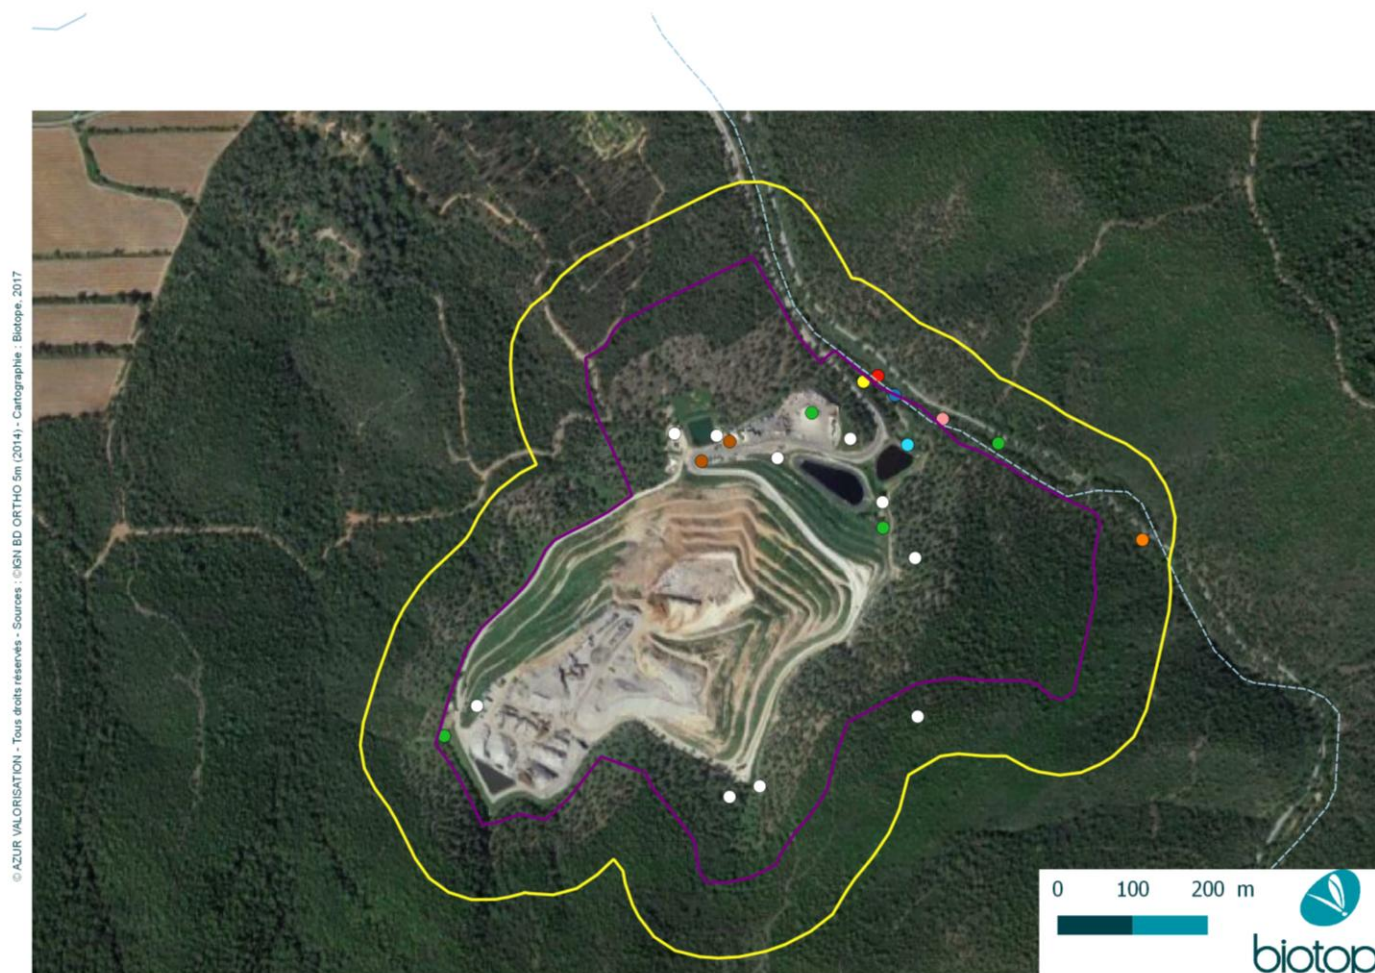 © AZUR VALORISATION - Tous droits réservés - Sources : ©IGN BD ORTHO 5m (2014) - Cartographie : Biotope, 2017
0 100 200 m
biotop